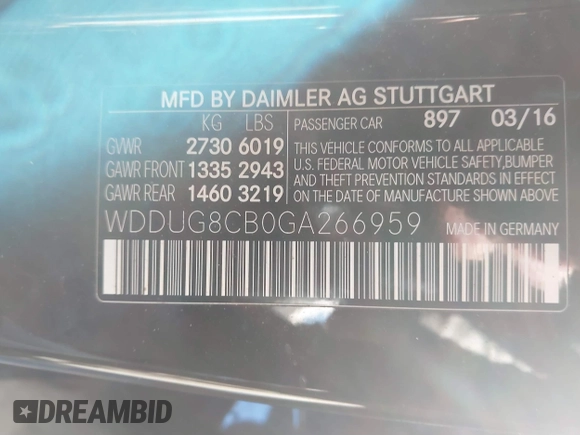 MFD BY DAIMLER AG STUTTGART
KG LBS PASSENGER CAR 897 03/16
GVWR 2730 6019
GAWR FRONT 1335 2943
GAWR REAR 1460 3219
THIS VEHICLE CONFORMS TO ALL APPLICABLE
U.S. FEDERAL MOTOR VEHICLE SAFETY, BUMPER
AND THEFT PREVENTION STANDARDS IN EFFECT
ON THE DATE OF MANUFACTURE SHOWN ABOVE
WDDUG8CB0GA266959 MADE IN GERMANY
DREAMBID